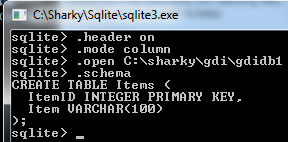 C:\Sharky\Sqlite\sqlite3.exe
sqlite> .header on
sqlite> .mode column
sqlite> .open C:\sharky\gdi\gdidb1
sqlite> .schema
CREATE TABLE Items (
  ItemID INTEGER PRIMARY KEY,
  Item VARCHAR(100)
);
sqlite> _